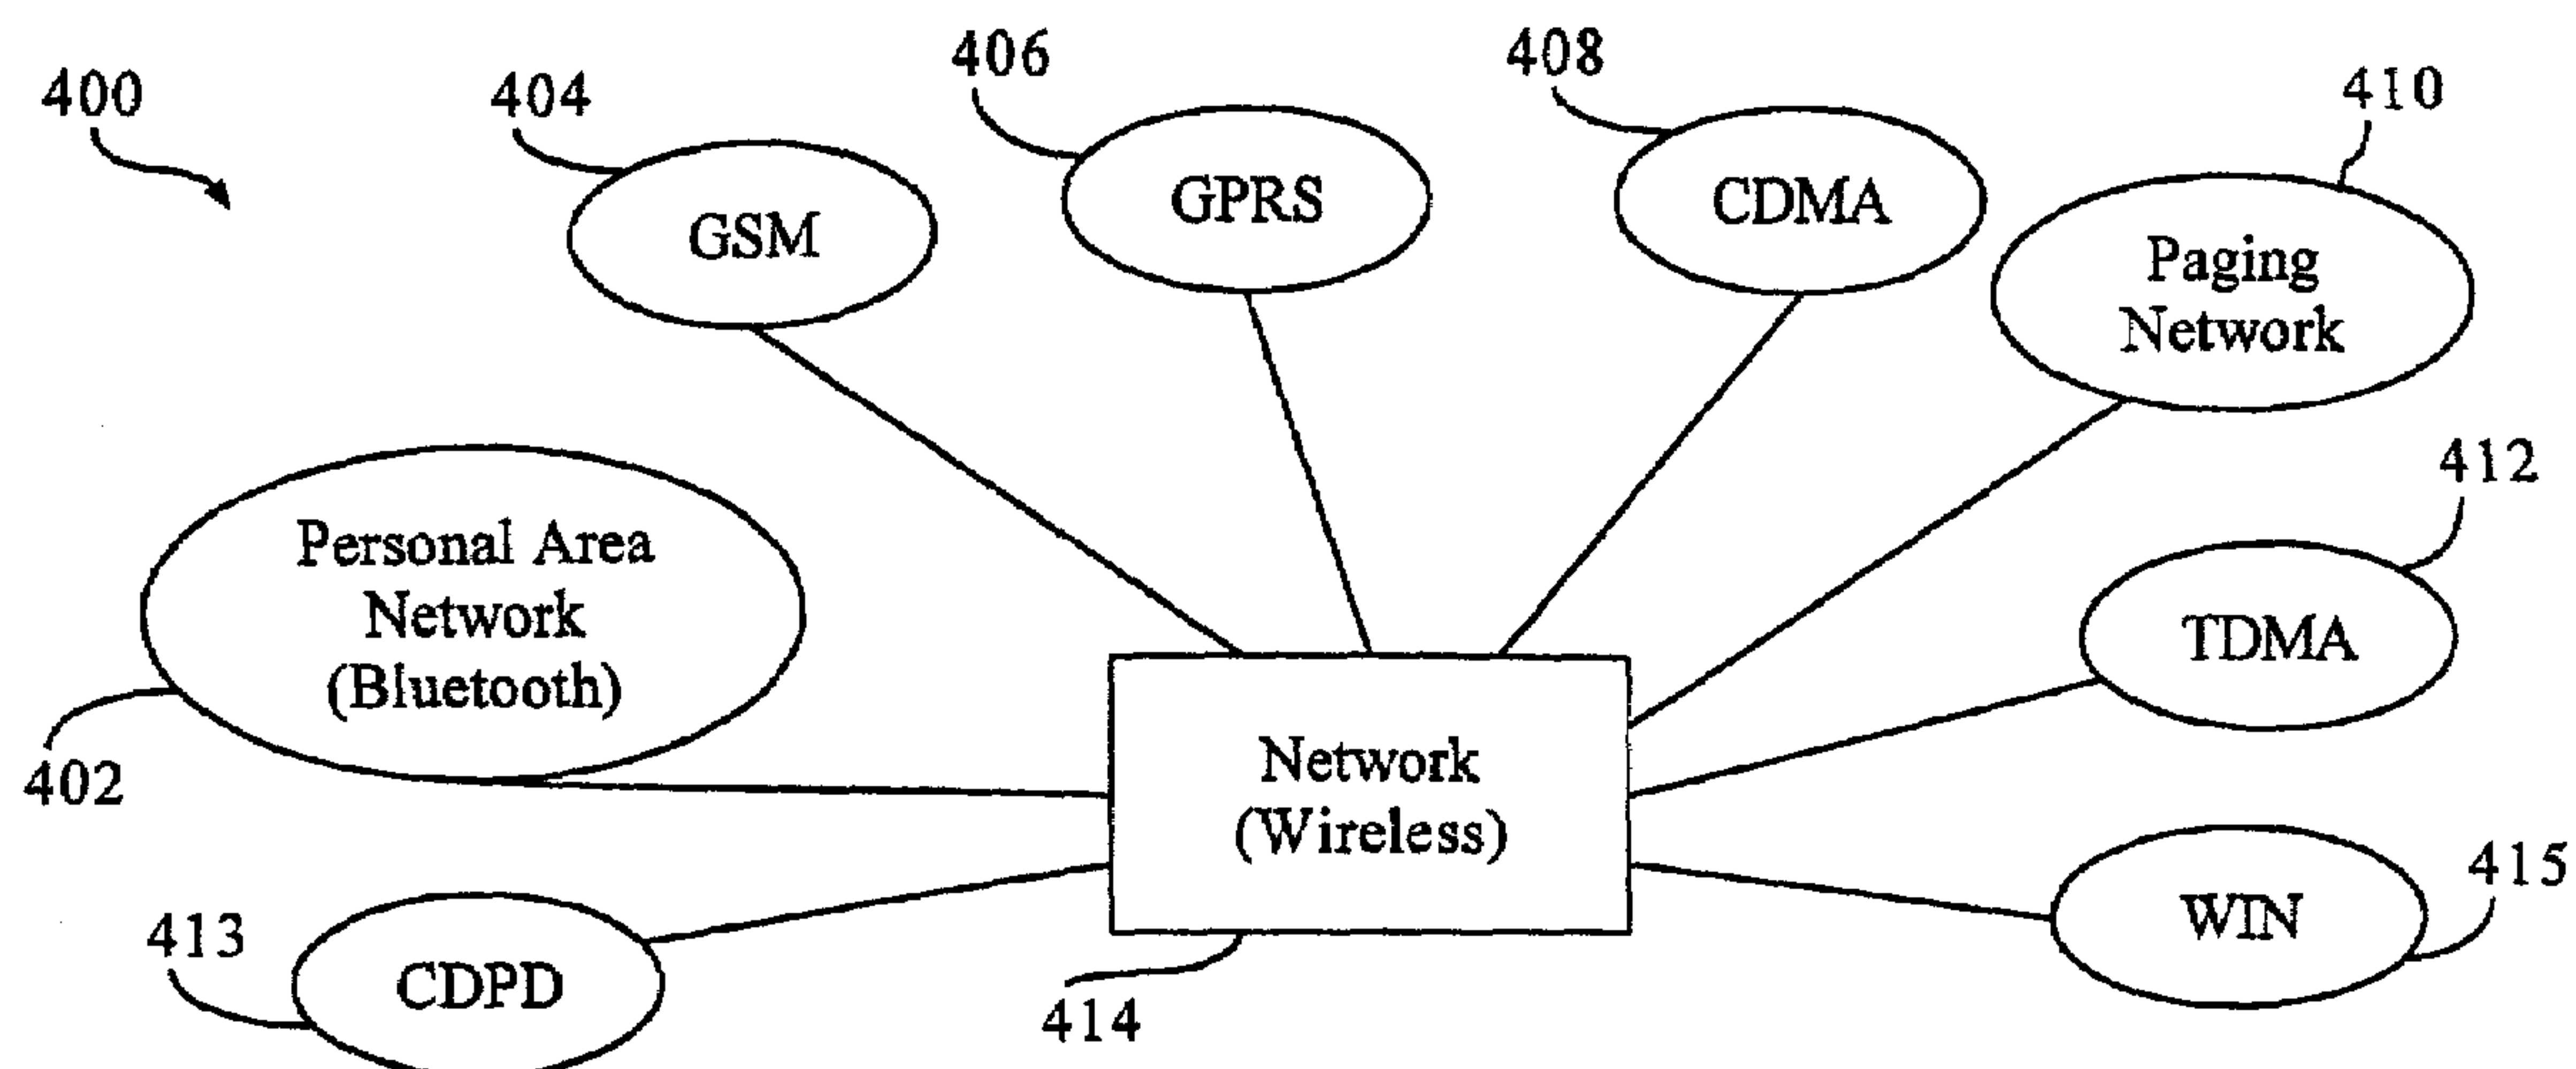 400
404
406
408
410
GSM
GPRS
CDMA
Paging
Network
412
Personal Area
Network
(Bluetooth)
TDMA
402
Network
(Wireless)
415
WIN
413
CDPD
414